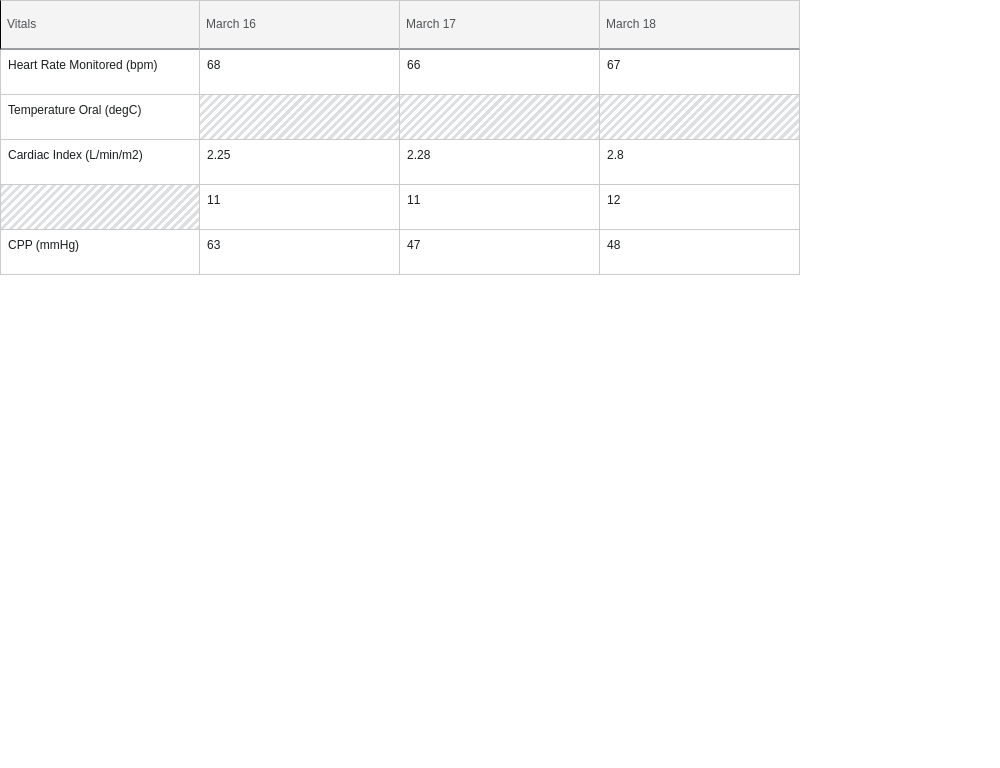 Vitals March 16 March 17 March 18
Heart Rate Monitored (bpm) 68 66 67
Temperature Oral (degC)
Cardiac Index (L/min/m2) 2.25 2.28 2.8
11 11 12
CPP (mmHg) 63 47 48